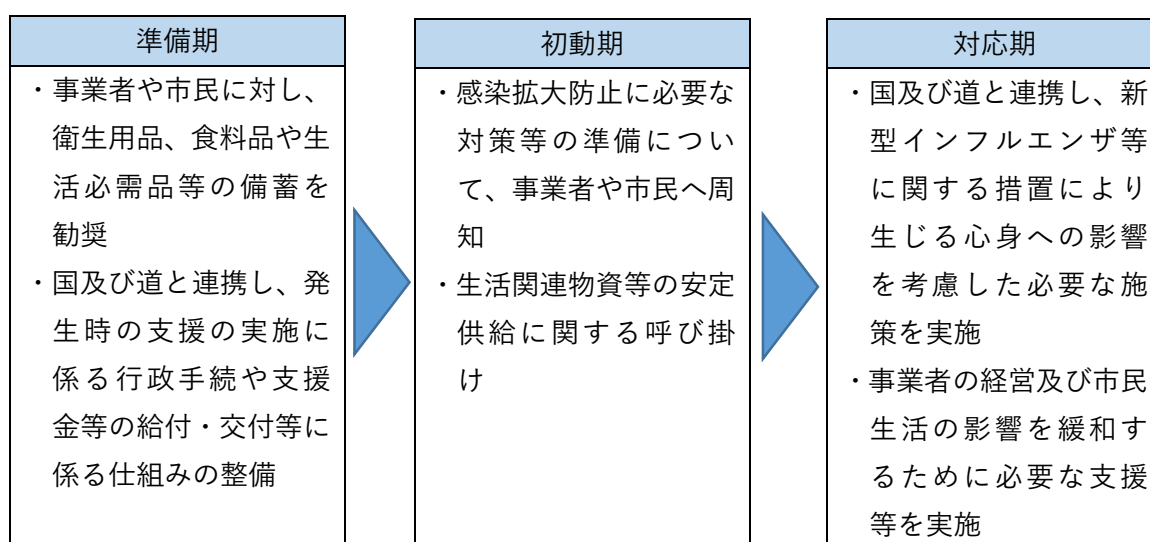 準備期
・事業者や市民に対し、
衛生用品、食料品や生
活必需品等の備蓄を
勧奨
・国及び道と連携し、発
生時の支援の実施に
係る行政手続や支援
金等の給付・交付等に
係る仕組みの整備
初動期
・感染拡大防止に必要な
対策等の準備につい
て、事業者や市民へ周
知
・生活関連物資等の安定
供給に関する呼び掛
け
対応期
・国及び道と連携し、新
型インフルエンザ等
に関する措置により
生じる心身への影響
を考慮した必要な施
策を実施
・事業者の経営及び市民
生活の影響を緩和す
るために必要な支援
等を実施